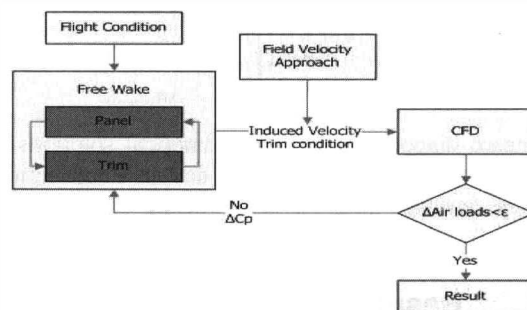 Flight Condition
Field Velocity
Approach
Free Wake
Panel
Trim
Induced Velocity
Trim condition
CFD
No
ΔCp
ΔAir loads<ε
Yes
Result